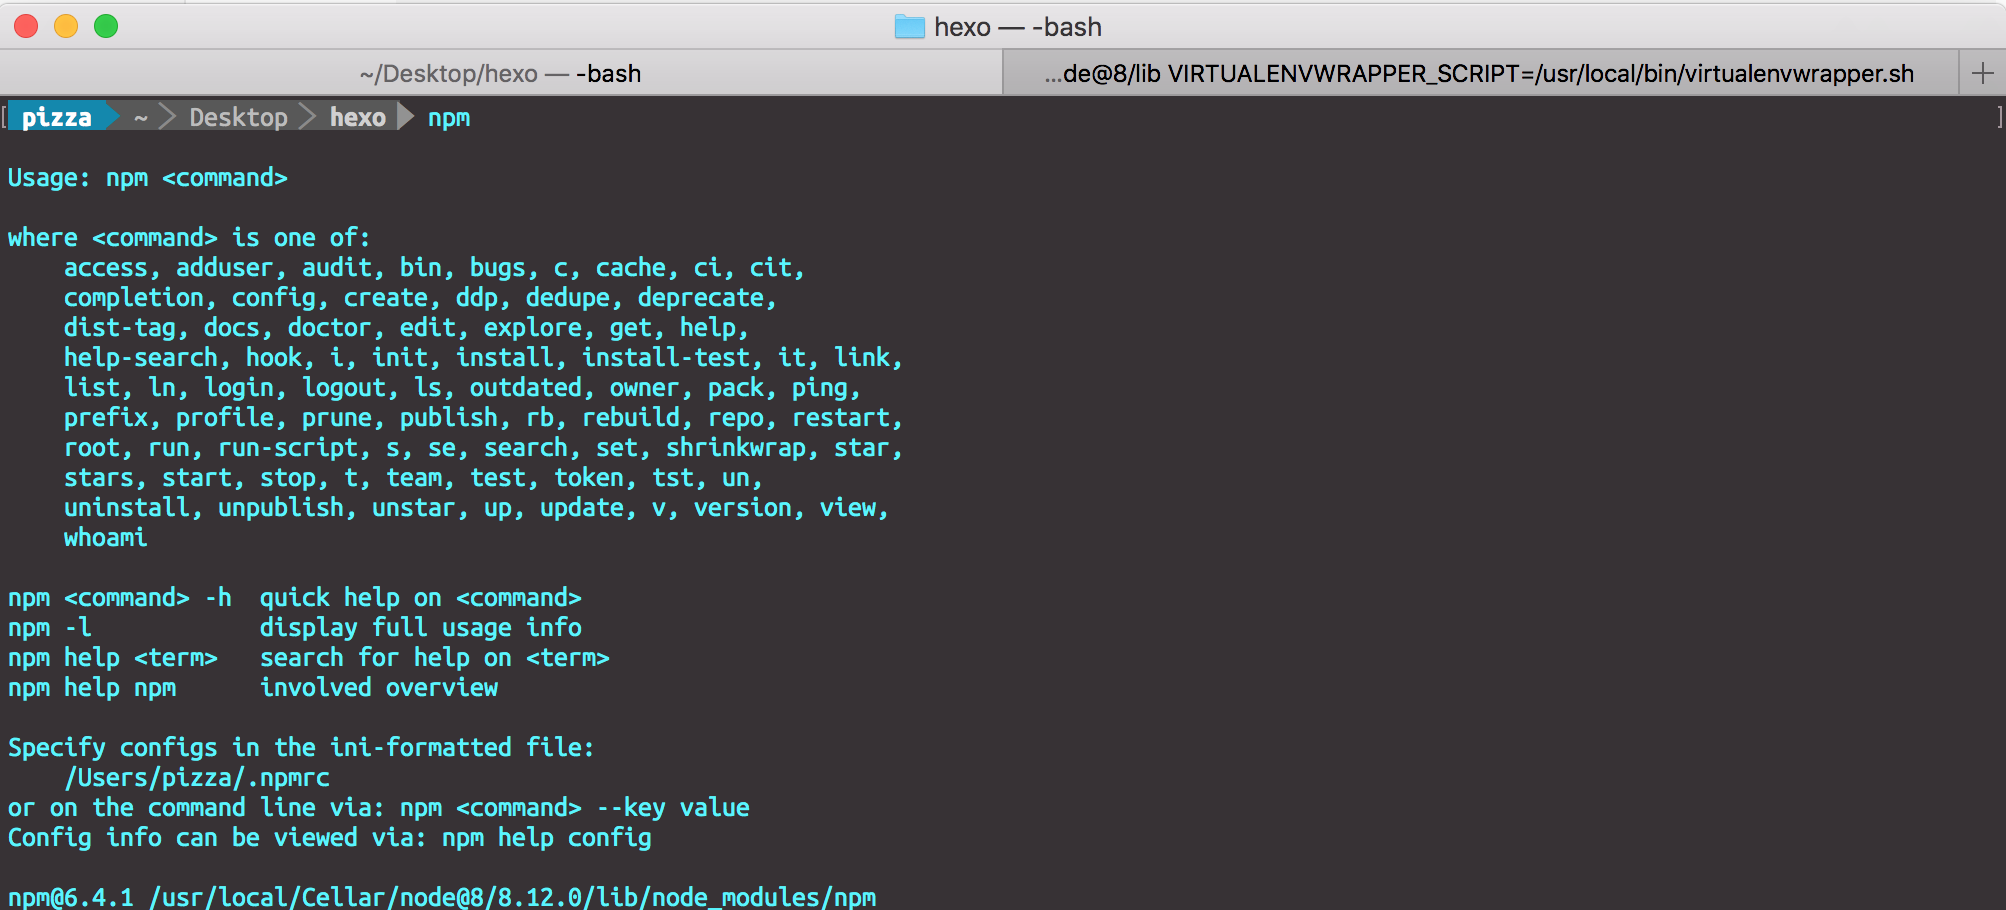 hexo — -bash
~/Desktop/hexo — -bash
...de@8/lib VIRTUALENVWRAPPER_SCRIPT=/usr/local/bin/virtualenvwrapper.sh
[ pizza ~ Desktop hexo npm ]
Usage: npm <command>
where <command> is one of:
access, adduser, audit, bin, bugs, c, cache, ci, cit,
completion, config, create, ddp, dedupe, deprecate,
dist-tag, docs, doctor, edit, explore, get, help,
help-search, hook, i, init, install, install-test, it, link,
list, ln, login, logout, ls, outdated, owner, pack, ping,
prefix, profile, prune, publish, rb, rebuild, repo, restart,
root, run, run-script, s, se, search, set, shrinkwrap, star,
stars, start, stop, t, team, test, token, tst, un,
uninstall, unpublish, unstar, up, update, v, version, view,
whoami
npm <command> -h  quick help on <command>
npm -l            display full usage info
npm help <term>   search for help on <term>
npm help npm      involved overview
Specify configs in the ini-formatted file:
/Users/pizza/.npmrc
or on the command line via: npm <command> --key value
Config info can be viewed via: npm help config
npm@6.4.1 /usr/local/Cellar/node@8/8.12.0/lib/node_modules/npm